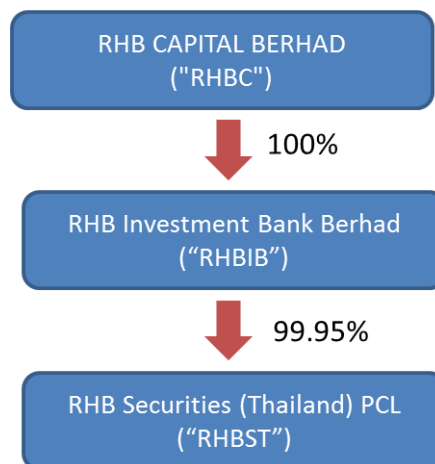 RHB CAPITAL BERHAD
("RHBC")
100%
RHB Investment Bank Berhad
(“RHBIB”)
99.95%
RHB Securities (Thailand) PCL
(“RHBST”)